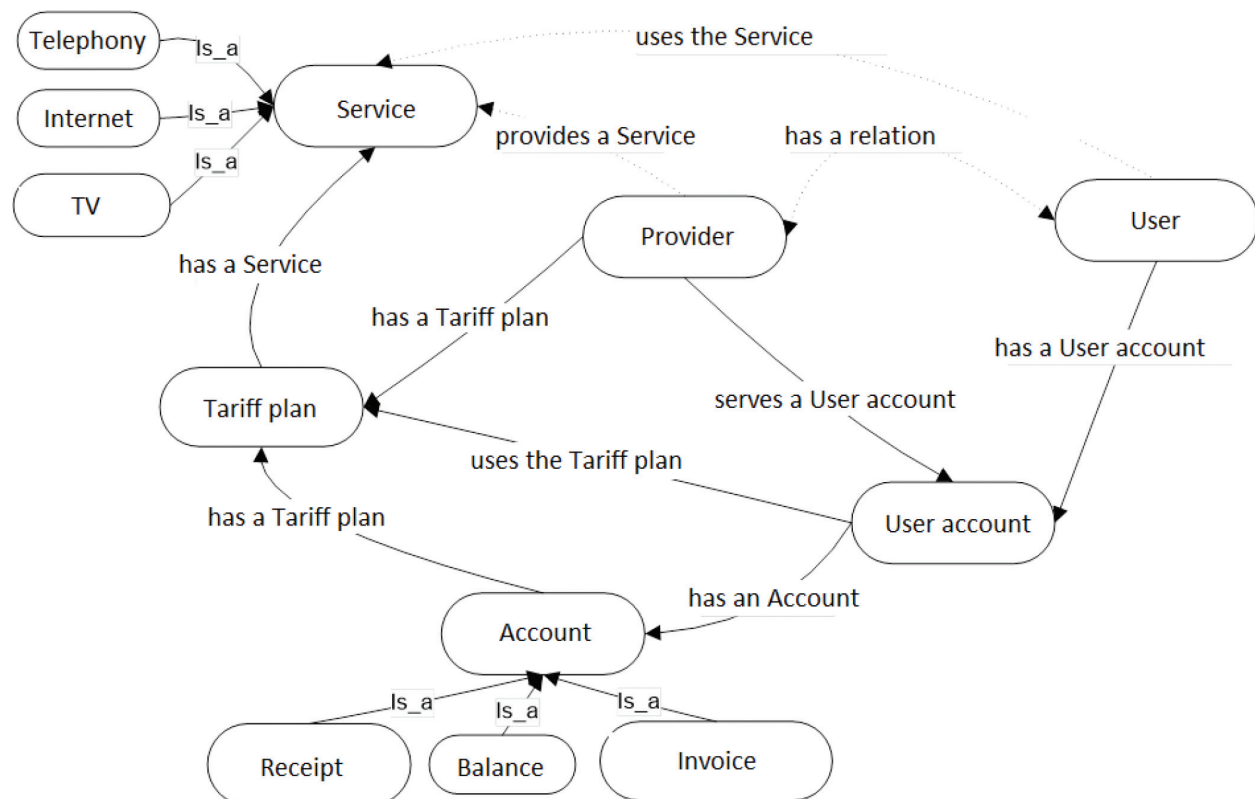 Telephony
Is_a
uses the Service
Internet
Is_a
Service
provides a Service
has a relation
Is_a
TV
Provider
User
has a Service
has a Tariff plan
has a User account
Tariff plan
serves a User account
uses the Tariff plan
has a Tariff plan
User account
has an Account
Account
Is_a
Is_a
Is_a
Receipt
Balance
Invoice